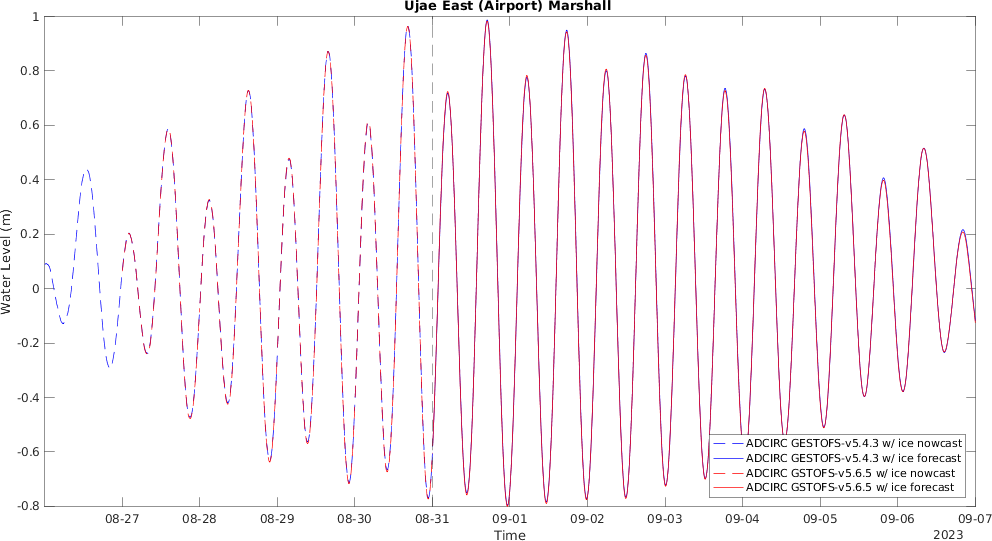 Ujae East (Airport) Marshall
Water Level (m)
1
0.8
0.6
0.4
0.2
0
-0.2
-0.4
-0.6
-0.8
ADCIRC GESTOFS-v5.4.3 w/ ice nowcast
ADCIRC GESTOFS-v5.4.3 w/ ice forecast
ADCIRC GSTOFS-v5.6.5 w/ ice nowcast
ADCIRC GSTOFS-v5.6.5 w/ ice forecast
08-27 08-28 08-29 08-30 08-31 09-01 09-02 09-03 09-04 09-05 09-06 09-07
Time
2023